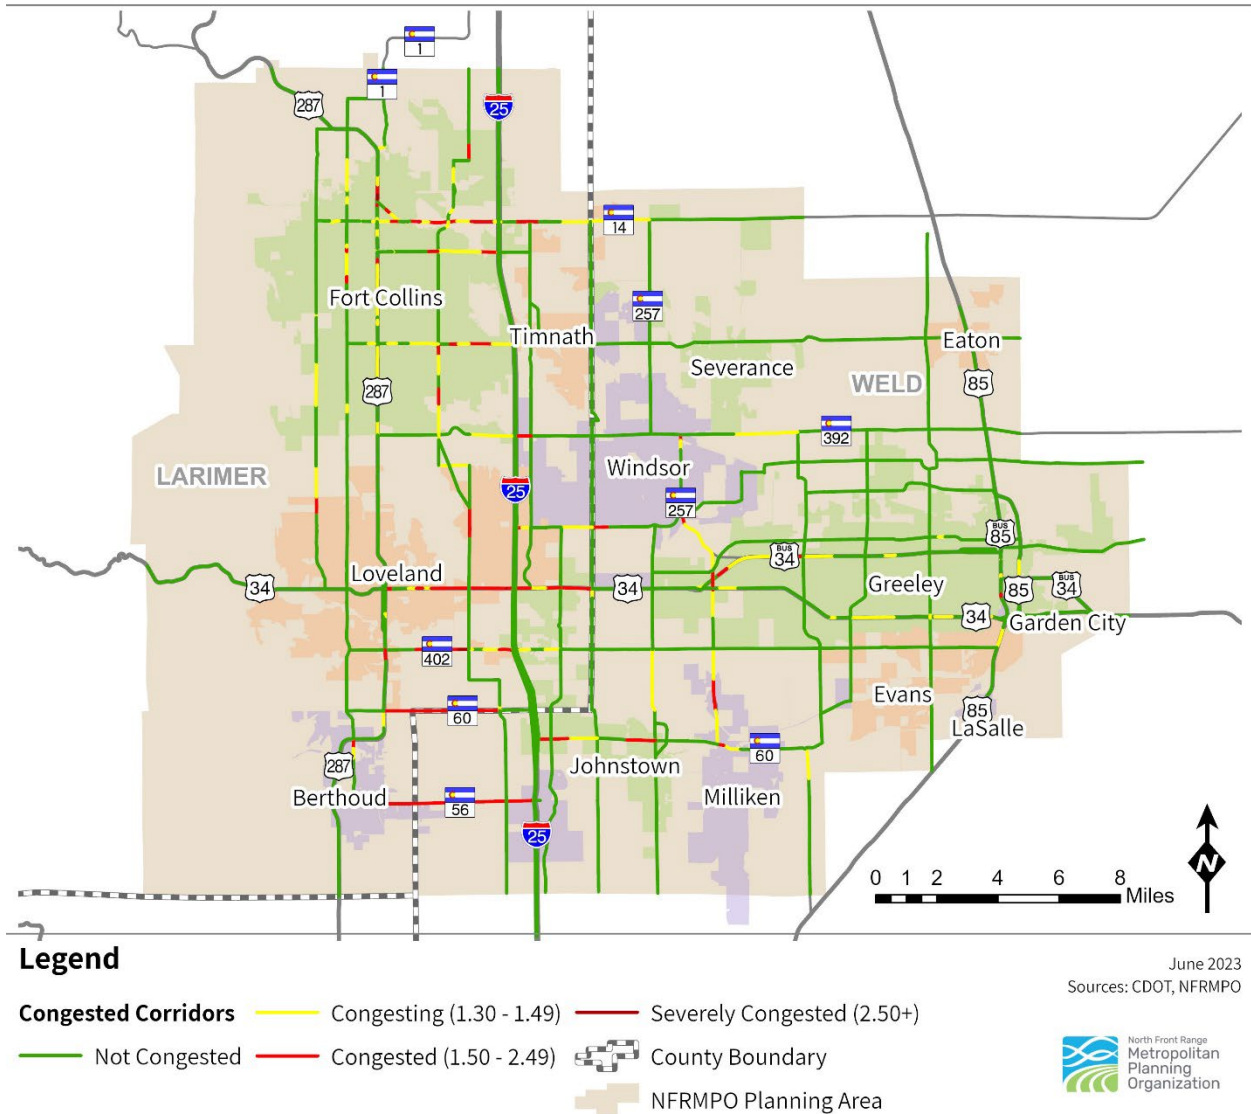 1
1
287
25
14
Fort Collins
257
Timnath
Eaton
Severance
287
WELD
85
392
LARIMER
Windsor
25
257
BUS
85
BUS
34
Loveland
34
34
Greeley
85
BUS
34
34
Garden City
402
Evans
60
85
LaSalle
60
287
Johnstown
Berthoud
56
Milliken
25
N
0 1 2 4 6 8
Miles
Legend
June 2023
Sources: CDOT, NFRMPO
Congested Corridors
Congesting (1.30 - 1.49)
Severely Congested (2.50+)
Not Congested
Congested (1.50 - 2.49)
County Boundary
NFRMPO Planning Area
North Front Range
Metropolitan
Planning
Organization